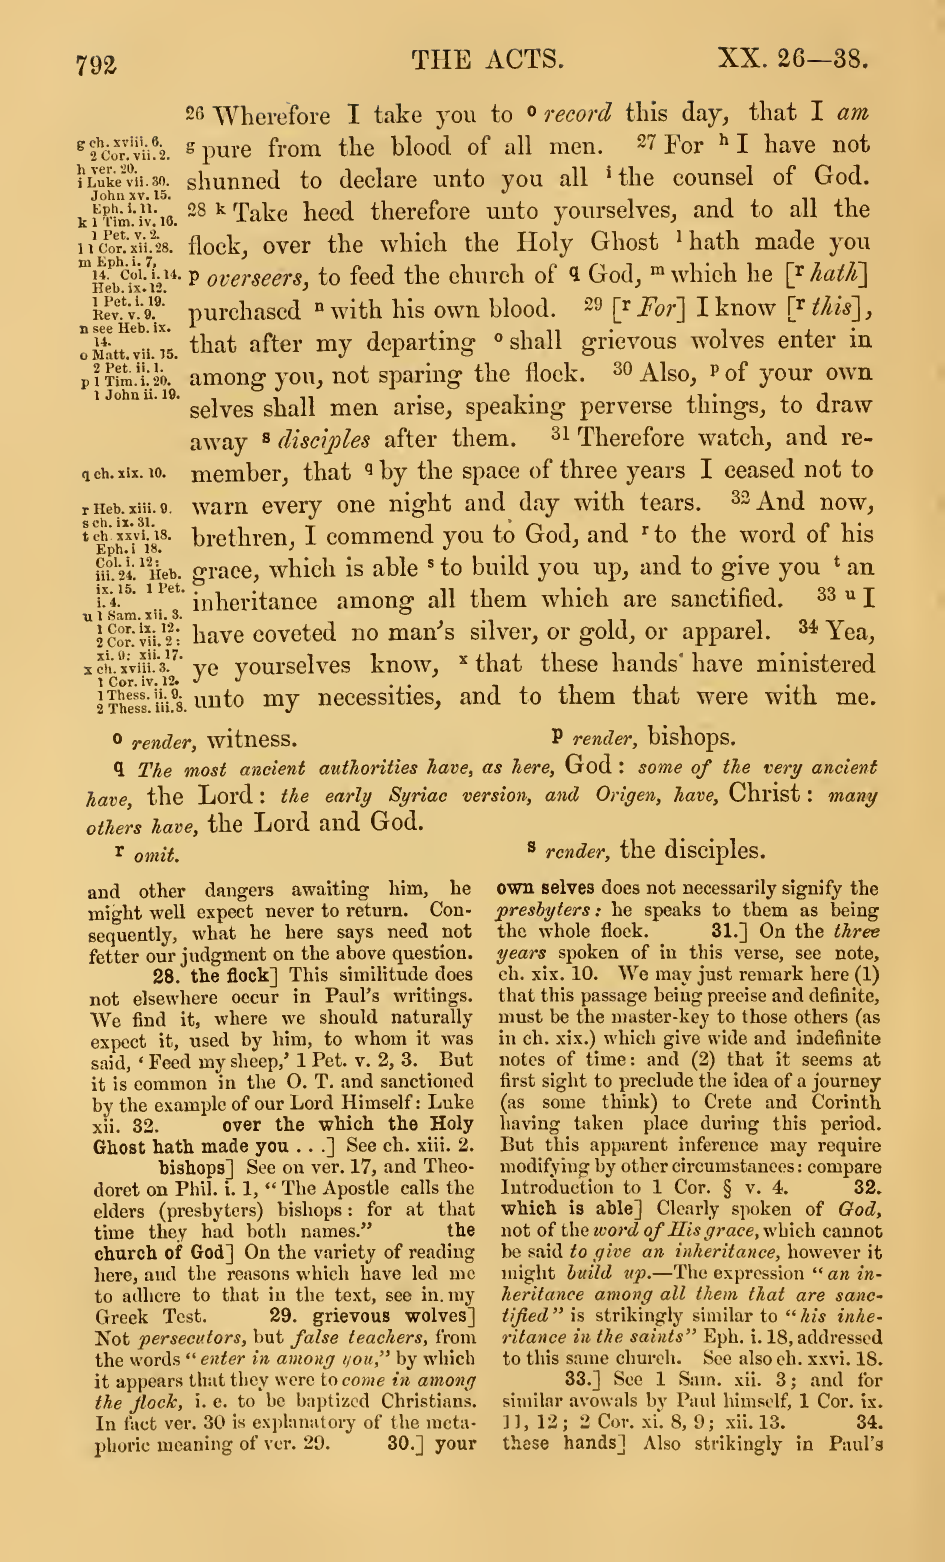 792 THE ACTS. XX. 26—38.
26 Wherefore I take you to o record this day, that I am
g pure from the blood of all men. 27 For h I have not
shunned to declare unto you all i the counsel of God.
28 k Take heed therefore unto yourselves, and to all the
flock, over the which the Holy Ghost l hath made you
p overseers, to feed the church of q God, m which he [r hath]
purchased n with his own blood. 29 [r For] I know [r this],
that after my departing o shall grievous wolves enter in
among you, not sparing the flock. 30 Also, p of your own
selves shall men arise, speaking perverse things, to draw
away s disciples after them. 31 Therefore watch, and re-
member, that q by the space of three years I ceased not to
warn every one night and day with tears. 32 And now,
brethren, I commend you to God, and r to the word of his
grace, which is able s to build you up, and to give you t an
inheritance among all them which are sanctified. 33 u I
have coveted no man's silver, or gold, or apparel. 34 Yea,
ye yourselves know, x that these hands have ministered
unto my necessities, and to them that were with me.
g ch. xviii. 6.
2 Cor. vii. 2.
h ver. 20.
i Luke vii. 30.
John xv. 15.
Eph. i. 11.
k 1 Tim. iv. 16.
1 Pet. v. 2.
l 1 Cor. xii. 28.
m Eph. i. 7,
14. Col. i. 14.
Heb. ix. 12.
1 Pet. i. 19.
Rev. v. 9.
n see Heb. ix.
14.
o Matt. vii. 15.
2 Pet. ii. 1.
p 1 Tim. i. 20.
1 John ii. 19.
q ch. xix. 10.
r Heb. xiii. 9.
s ch. ix. 31.
t ch. xxvi. 18.
Eph. i 18.
Col. i. 12:
iii. 24. Heb.
ix. 15. 1 Pet.
i. 4.
u 1 Sam. xii. 3.
1 Cor. ix. 12.
2 Cor. vii. 2:
xi. 9: xii. 17.
x ch. xviii. 3.
1 Cor. iv. 12.
1 Thess. ii. 9.
2 Thess. iii. 8.
o render, witness. p render, bishops.
q The most ancient authorities have, as here, God: some of the very ancient
have, the Lord: the early Syriac version, and Origen, have, Christ: many
others have, the Lord and God.
r omit. s render, the disciples.
and other dangers awaiting him, he
might well expect never to return. Con-
sequently, what he here says need not
fetter our judgment on the above question.
28. the flock] This similitude does
not elsewhere occur in Paul's writings.
We find it, where we should naturally
expect it, used by him, to whom it was
said, 'Feed my sheep,' 1 Pet. v. 2, 3. But
it is common in the O. T. and sanctioned
by the example of our Lord Himself: Luke
xii. 32. over the which the Holy
Ghost hath made you . . .] See ch. xiii. 2.
bishops] See on ver. 17, and Theo-
doret on Phil. i. 1, "The Apostle calls the
elders (presbyters) bishops: for at that
time they had both names." the
church of God] On the variety of reading
here, and the reasons which have led me
to adhere to that in the text, see in my
Greek Test. 29. grievous wolves]
Not persecutors, but false teachers, from
the words "enter in among you," by which
it appears that they were to come in among
the flock, i. e. to be baptized Christians.
In fact ver. 30 is explanatory of the meta-
phoric meaning of ver. 29. 30.] your
own selves does not necessarily signify the
presbyters: he speaks to them as being
the whole flock. 31.] On the three
years spoken of in this verse, see note,
ch. xix. 10. We may just remark here (1)
that this passage being precise and definite,
must be the master-key to those others (as
in ch. xix.) which give wide and indefinite
notes of time: and (2) that it seems at
first sight to preclude the idea of a journey
(as some think) to Crete and Corinth
having taken place during this period.
But this apparent inference may require
modifying by other circumstances: compare
Introduction to 1 Cor. § v. 4. 32.
which is able] Clearly spoken of God,
not of the word of His grace, which cannot
be said to give an inheritance, however it
might build up.—The expression "an in-
heritance among all them that are sanc-
tified" is strikingly similar to "his inhe-
ritance in the saints" Eph. i. 18, addressed
to this same church. See also ch. xxvi. 18.
33.] See 1 Sam. xii. 3; and for
similar avowals by Paul himself, 1 Cor. ix.
11, 12; 2 Cor. xi. 8, 9; xii. 13. 34.
these hands] Also strikingly in Paul's